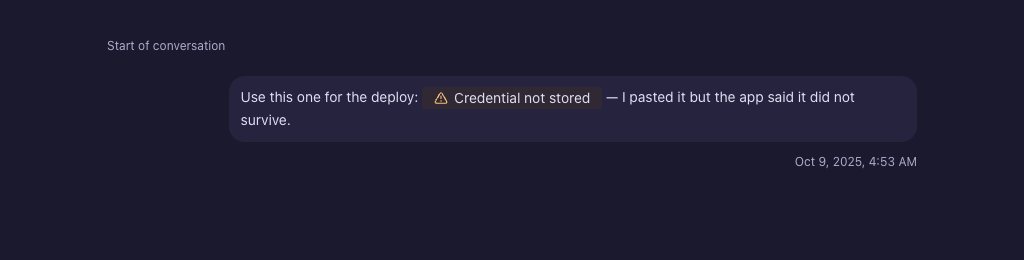 Start of conversation
Use this one for the deploy: Credential not stored — I pasted it but the app said it did not
survive.
Oct 9, 2025, 4:53 AM